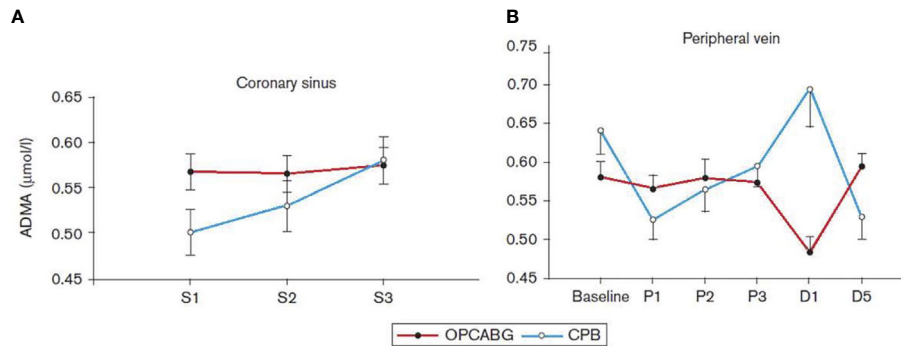 A
B
Coronary sinus
ADMA (µmol/l)
0.65
0.60
0.55
0.50
0.45
S1 S2 S3
Peripheral vein
0.75
0.70
0.65
0.60
0.55
0.50
0.45
Baseline P1 P2 P3 D1 D5
OPCABG CPB